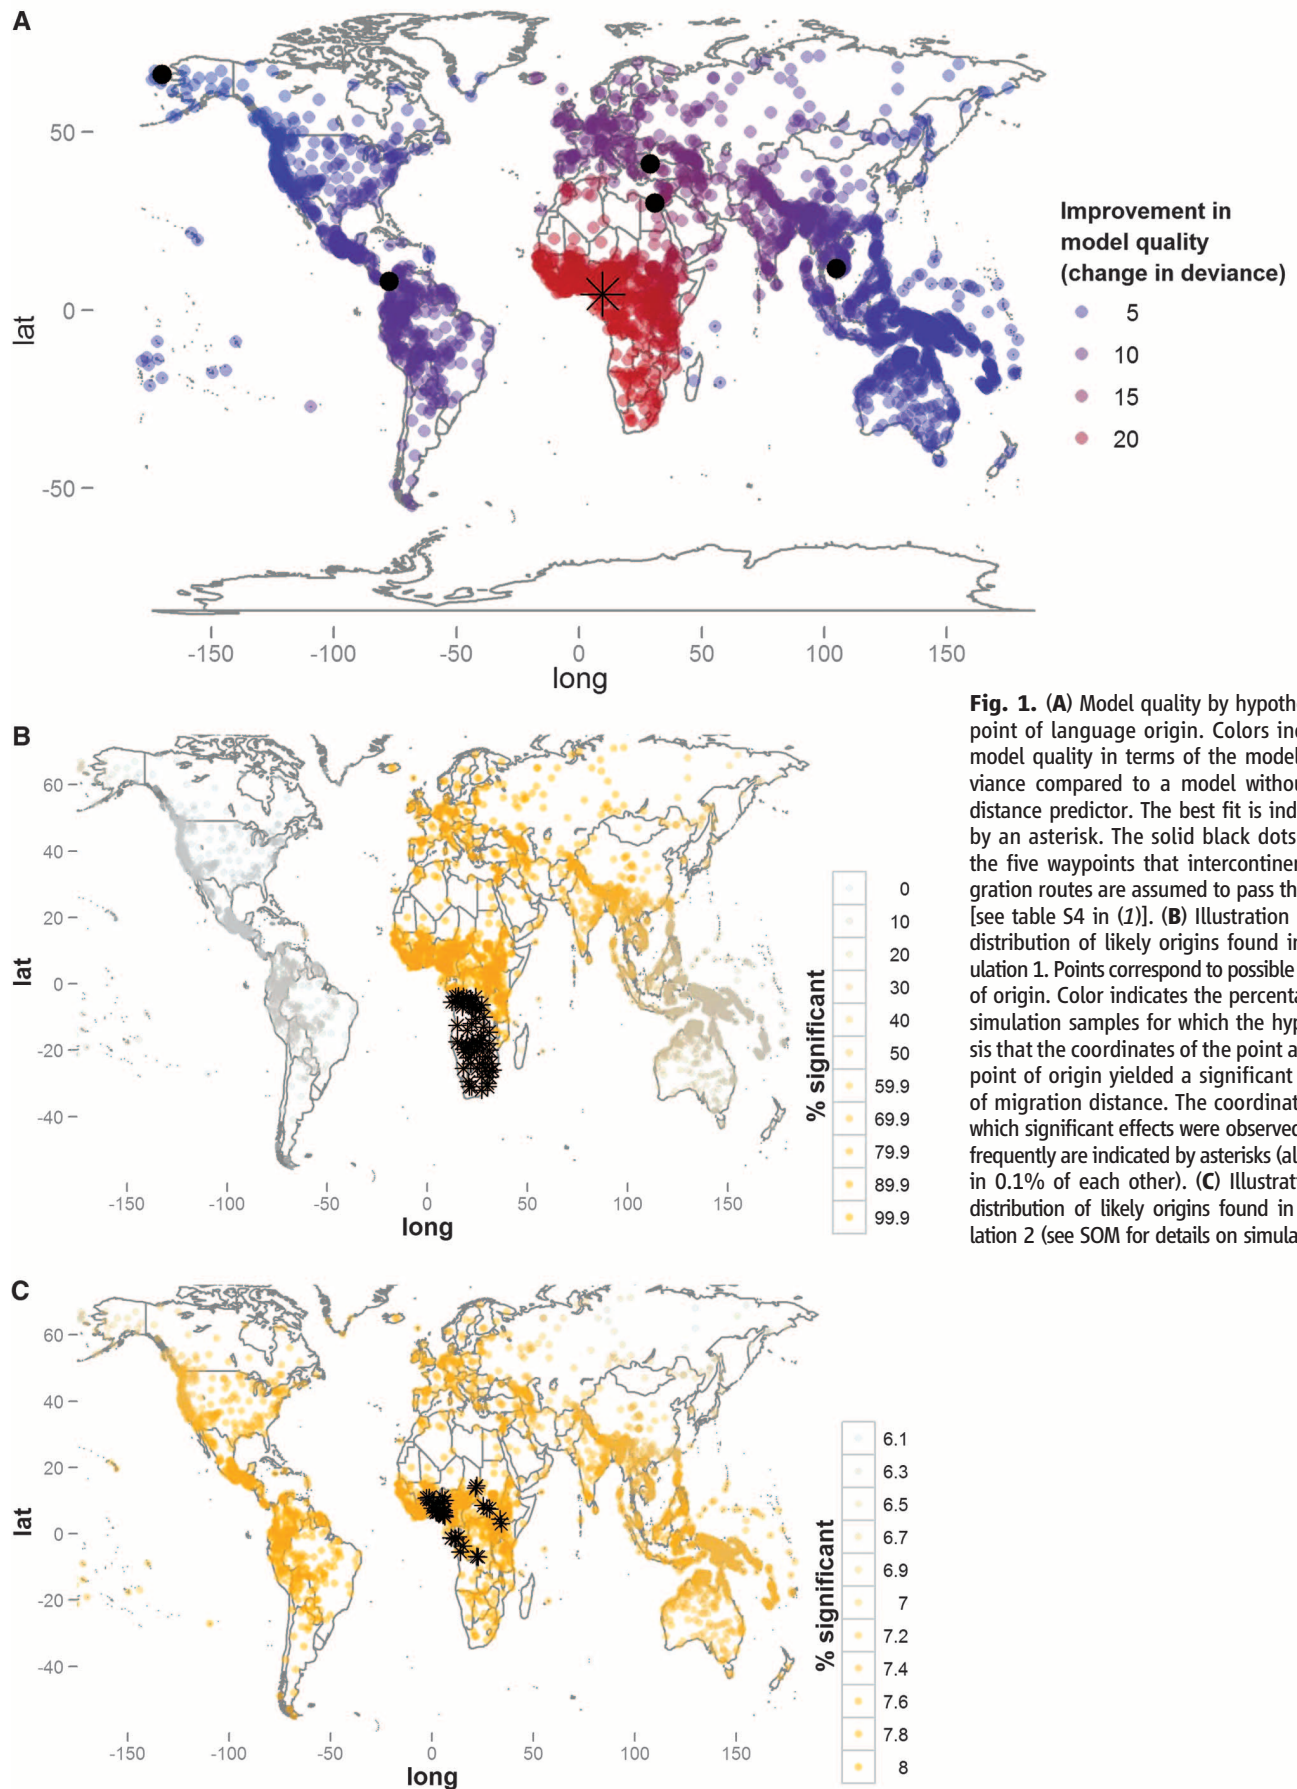 A
50
0
-50
lat
-150 -100 -50 0 50 100 150
long
Improvement in
model quality
(change in deviance)
5
10
15
20
B
60
40
20
0
-20
-40
lat
-150 -100 -50 0 50 100 150
long
% significant
0
10
20
30
40
50
59.9
69.9
79.9
89.9
99.9
Fig. 1. (A) Model quality by hypothe
point of language origin. Colors inc
model quality in terms of the model
viance compared to a model withou
distance predictor. The best fit is ind
by an asterisk. The solid black dots
the five waypoints that intercontine
gration routes are assumed to pass th
[see table S4 in (1)]. (B) Illustration
distribution of likely origins found in
ulation 1. Points correspond to possible
of origin. Color indicates the percenta
simulation samples for which the hyp
sis that the coordinates of the point a
point of origin yielded a significant
of migration distance. The coordinat
which significant effects were observed
frequently are indicated by asterisks (al
in 0.1% of each other). (C) Illustrati
distribution of likely origins found in
lation 2 (see SOM for details on simula
C
60
40
20
0
-20
-40
lat
-150 -100 -50 0 50 100 150
long
% significant
6.1
6.3
6.5
6.7
6.9
7
7.2
7.4
7.6
7.8
8